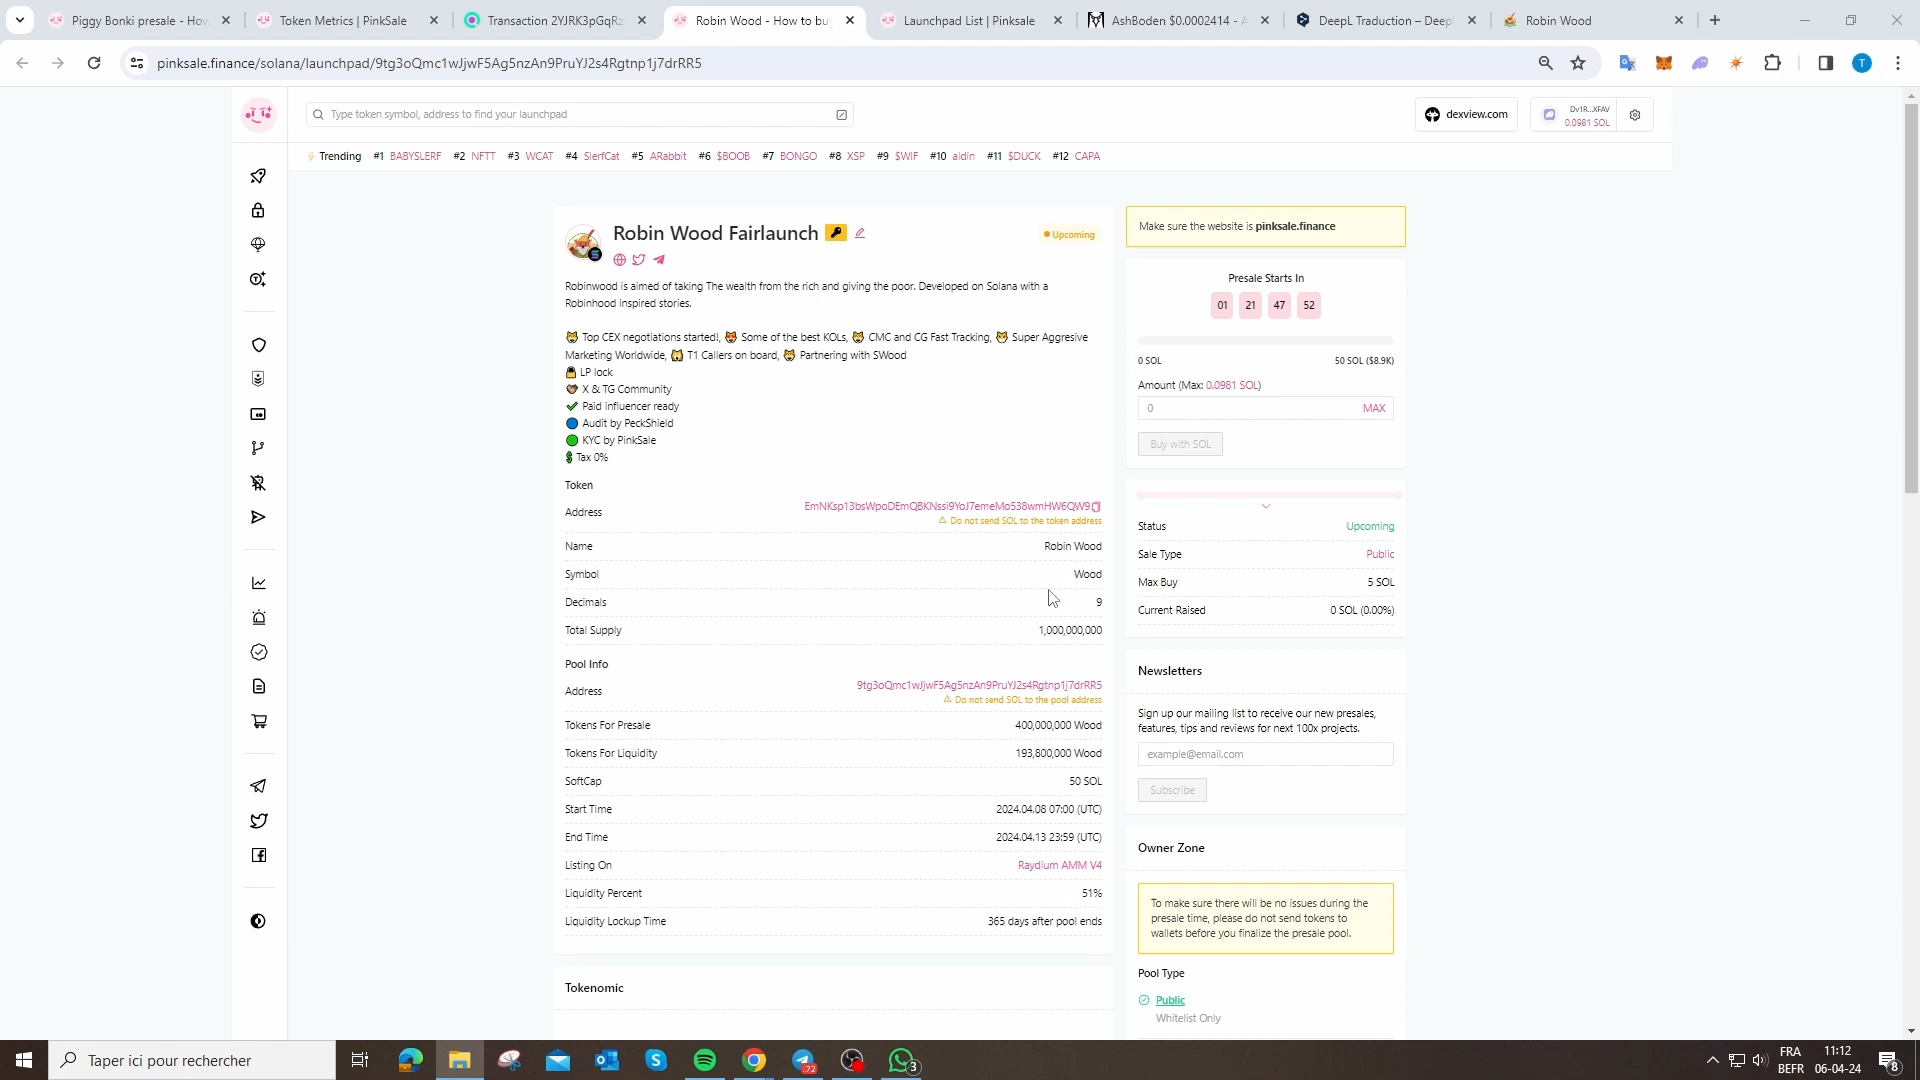 Piggy Bonki presale - How
Token Metrics | PinkSale
Transaction 2YJRK3pGqRz
Robin Wood - How to bu
Launchpad List | Pinksale
AshBoden $0.0002414 - A
DeepL Traduction – Deep
Robin Wood
pinksale.finance/solana/launchpad/9tg3oQmc1wJjwF5Ag5nzAn9PruYJ2s4Rgtnp1j7drRR5
T
Type token symbol, address to find your launchpad
dexview.com
Dv1R...XFAV
0.0981 SOL
Trending #1 BABYSLERF #2 NFTT #3 WCAT #4 SlerfCat #5 ARabbit #6 $BOOB #7 BONGO #8 XSP #9 $WIF #10 aldin #11 $DUCK #12 CAPA
Robin Wood Fairlaunch
Upcoming
Robinwood is aimed of taking The wealth from the rich and giving the poor. Developed on Solana with a
Robinhood inspired stories.
🐯 Top CEX negotiations started!, 🦊 Some of the best KOLs, 🐯 CMC and CG Fast Tracking, 🐱 Super Aggresive
Marketing Worldwide, 🙀 T1 Callers on board, 🐯 Partnering with SWood
🔒 LP lock
🤝 X & TG Community
✔ Paid influencer ready
🔵 Audit by PeckShield
🟢 KYC by PinkSale
💲 Tax 0%
Token
Address
EmNKsp13bsWpoDEmQBKNssi9YoJ7emeMo538wmHW6QW9
Do not send SOL to the token address
Name Robin Wood
Symbol Wood
Decimals 9
Total Supply 1,000,000,000
Pool Info
Address
9tg3oQmc1wJjwF5Ag5nzAn9PruYJ2s4Rgtnp1j7drRR5
Do not send SOL to the pool address
Tokens For Presale 400,000,000 Wood
Tokens For Liquidity 193,800,000 Wood
SoftCap 50 SOL
Start Time 2024.04.08 07:00 (UTC)
End Time 2024.04.13 23:59 (UTC)
Listing On Raydium AMM V4
Liquidity Percent 51%
Liquidity Lockup Time 365 days after pool ends
Tokenomic
Make sure the website is pinksale.finance
Presale Starts In
01 21 47 52
0 SOL 50 SOL ($8.9K)
Amount (Max: 0.0981 SOL)
0 MAX
Buy with SOL
Status Upcoming
Sale Type Public
Max Buy 5 SOL
Current Raised 0 SOL (0.00%)
Newsletters
Sign up our mailing list to receive our new presales,
features, tips and reviews for next 100x projects.
example@email.com
Subscribe
Owner Zone
To make sure there will be no issues during the
presale time, please do not send tokens to
wallets before you finalize the presale pool.
Pool Type
Public
Whitelist Only
Taper ici pour rechercher
72
3
FRA
BEFR
11:12
06-04-24
8